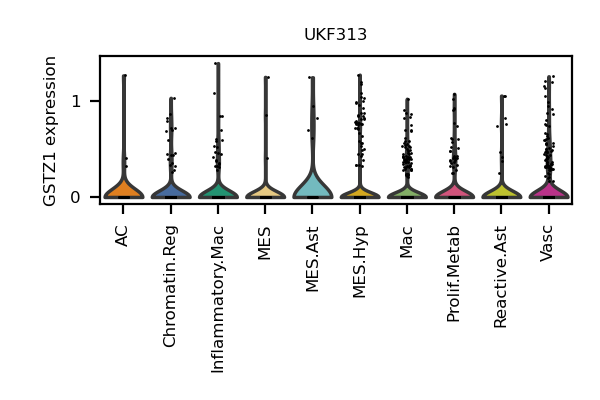 UKF313
GSTZ1 expression
1
0
AC
Chromatin.Reg
Inflammatory.Mac
MES
MES.Ast
MES.Hyp
Mac
Prolif.Metab
Reactive.Ast
Vasc